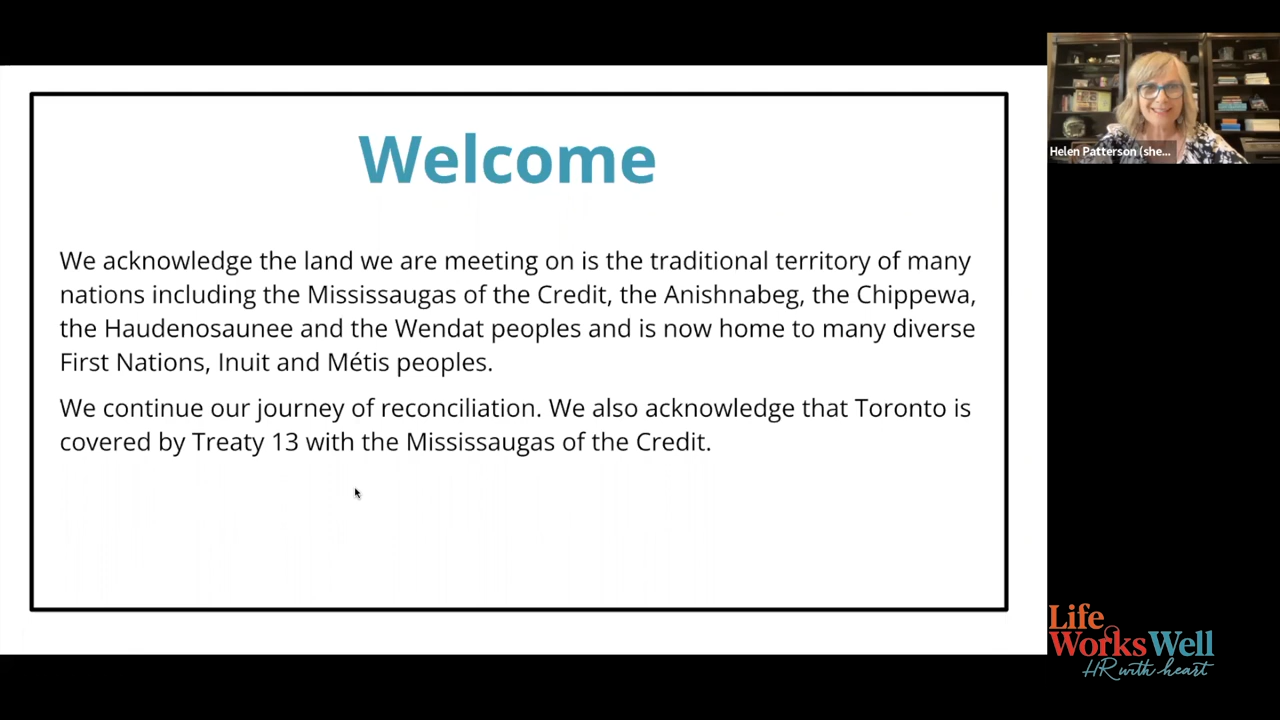 Welcome
We acknowledge the land we are meeting on is the traditional territory of many
nations including the Mississaugas of the Credit, the Anishnabeg, the Chippewa,
the Haudenosaunee and the Wendat peoples and is now home to many diverse
First Nations, Inuit and Métis peoples.
We continue our journey of reconciliation. We also acknowledge that Toronto is
covered by Treaty 13 with the Mississaugas of the Credit.
Helen Patterson (she...
Life
Works Well
HR with heart